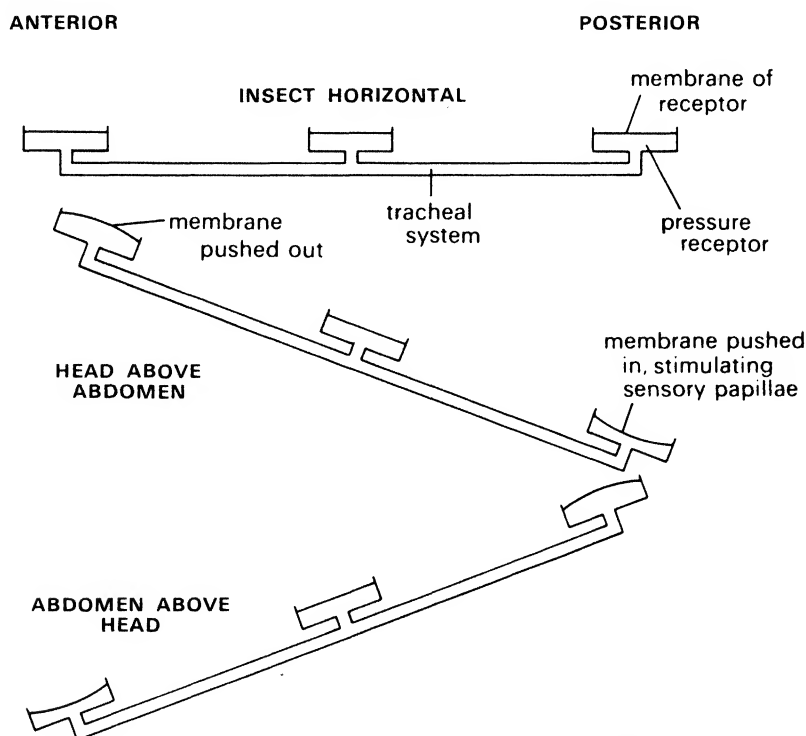 ANTERIOR
POSTERIOR
INSECT HORIZONTAL
membrane of
receptor
tracheal
system
pressure
receptor
membrane
pushed out
HEAD ABOVE
ABDOMEN
membrane pushed
in, stimulating
sensory papillae
ABDOMEN ABOVE
HEAD